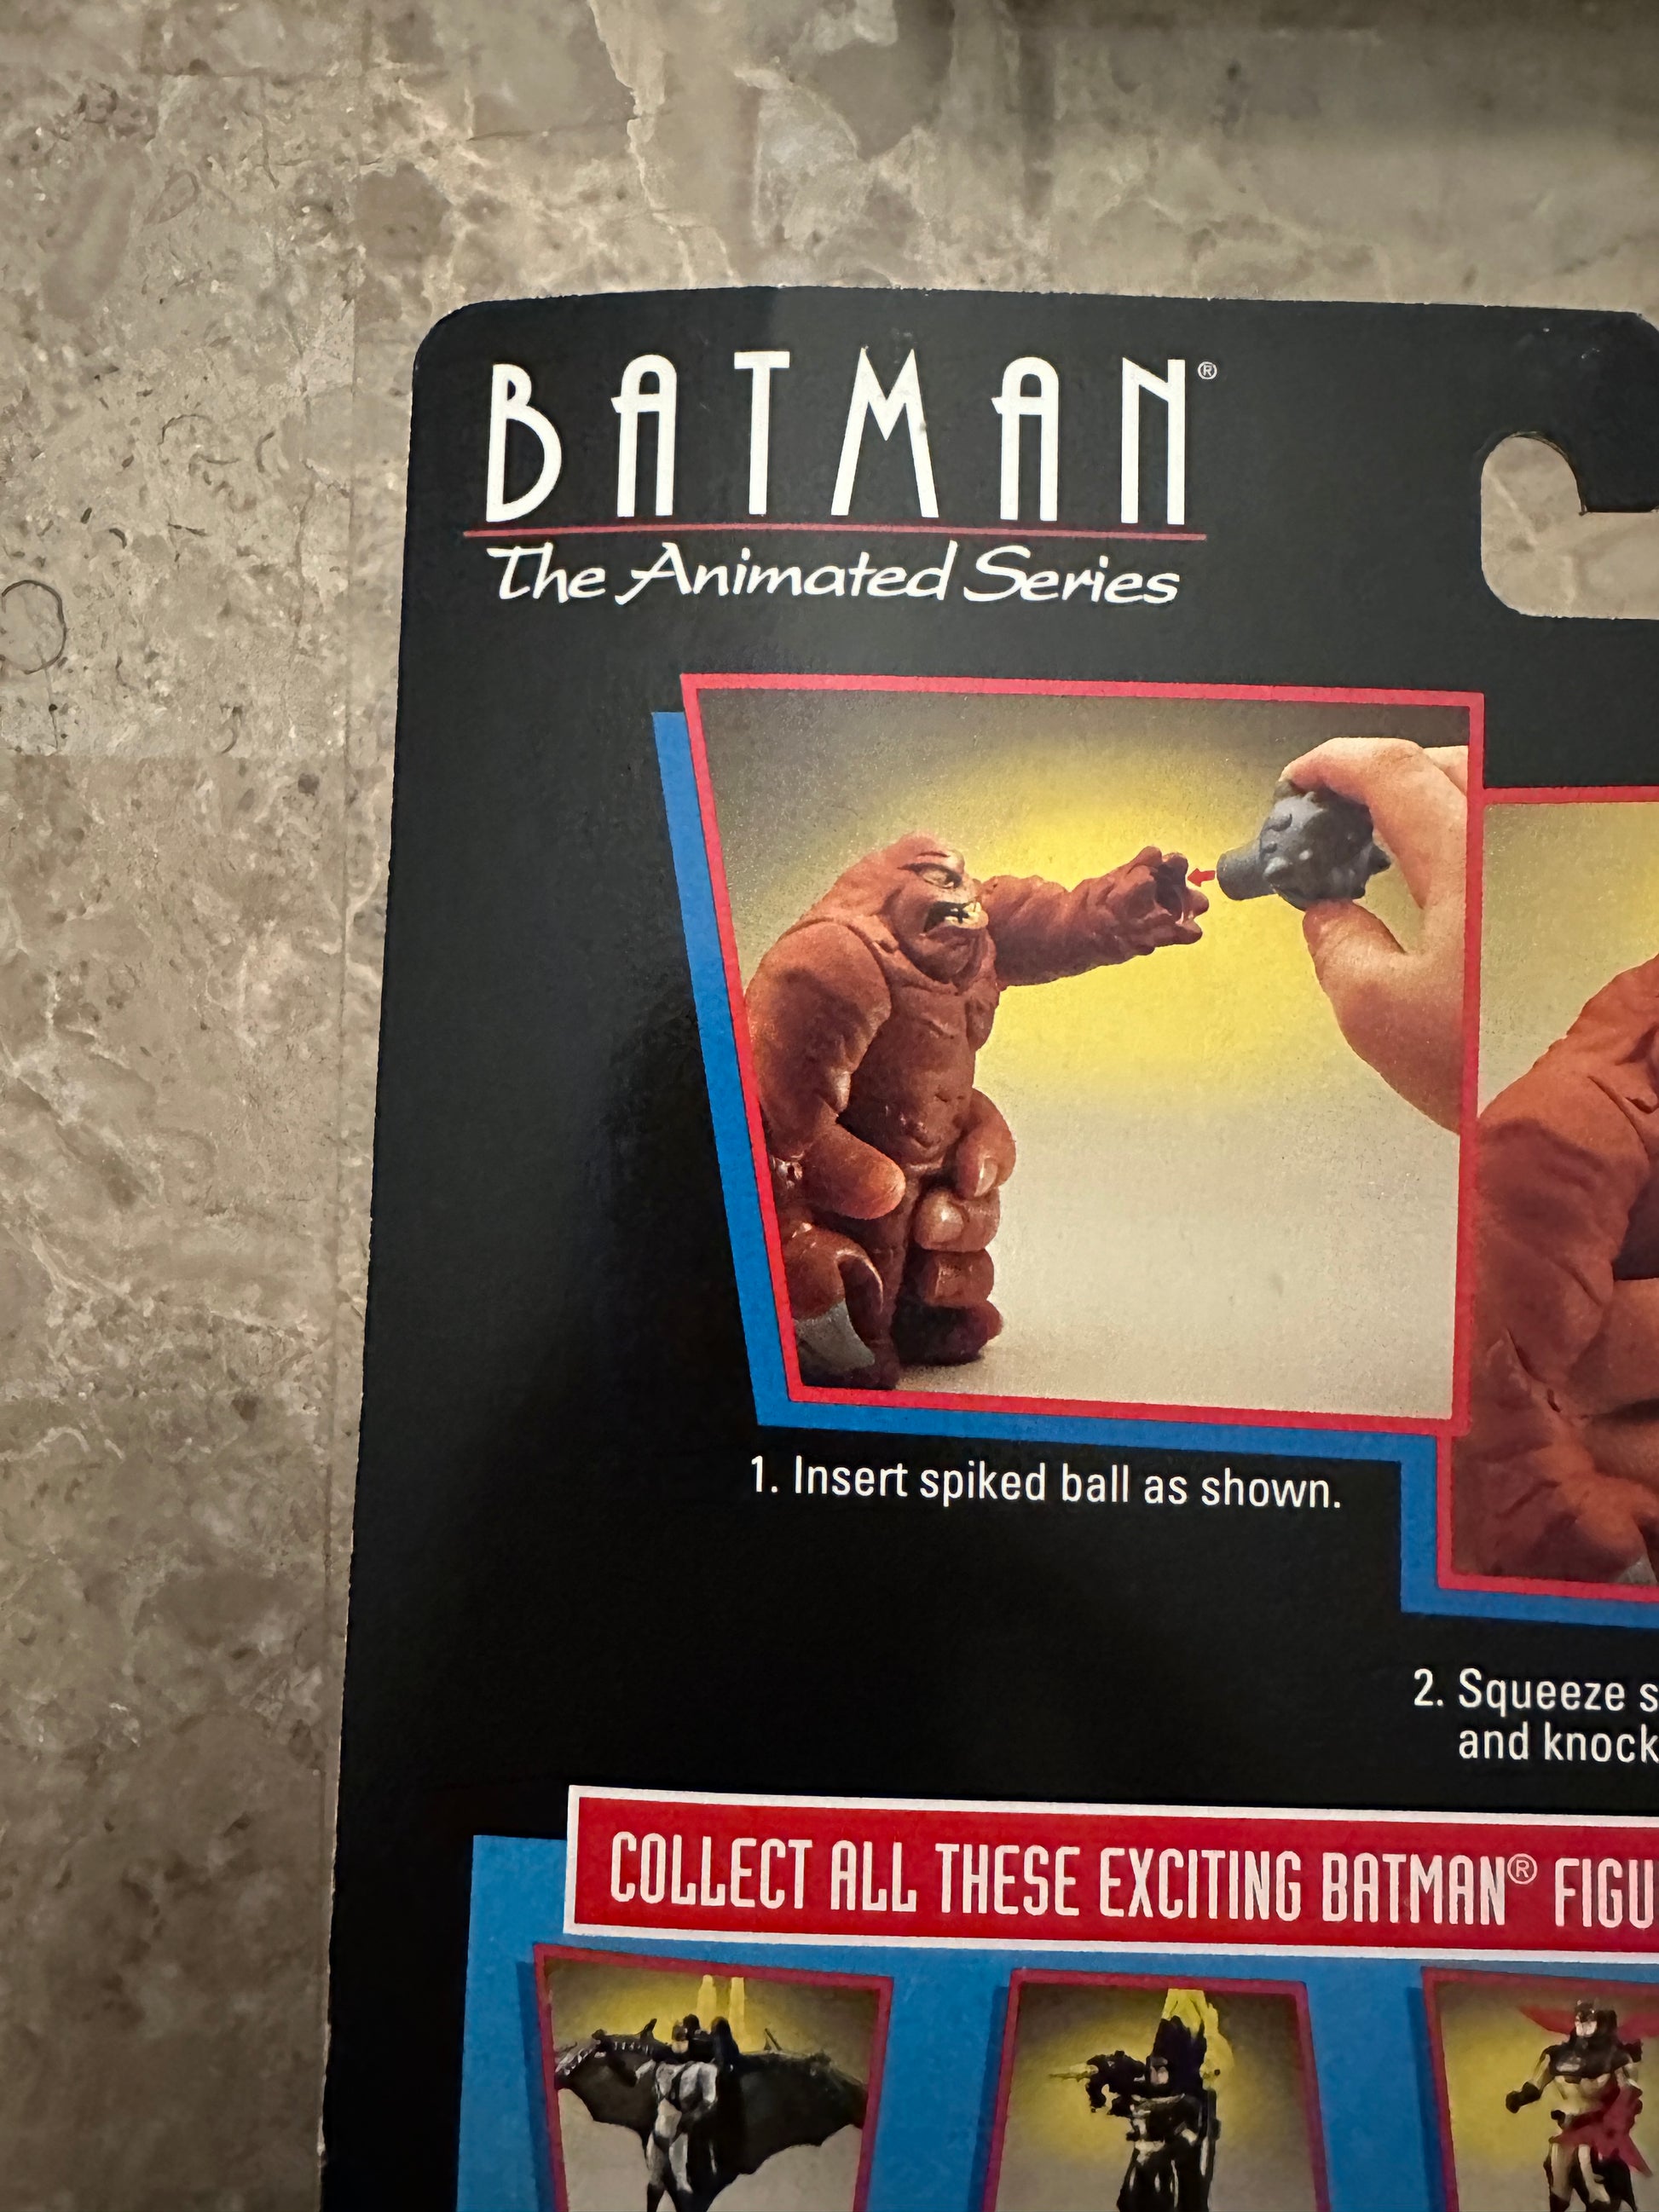 BATMAN®
The Animated Series
1. Insert spiked ball as shown.
2. Squeeze
and knock
COLLECT ALL THESE EXCITING BATMAN®